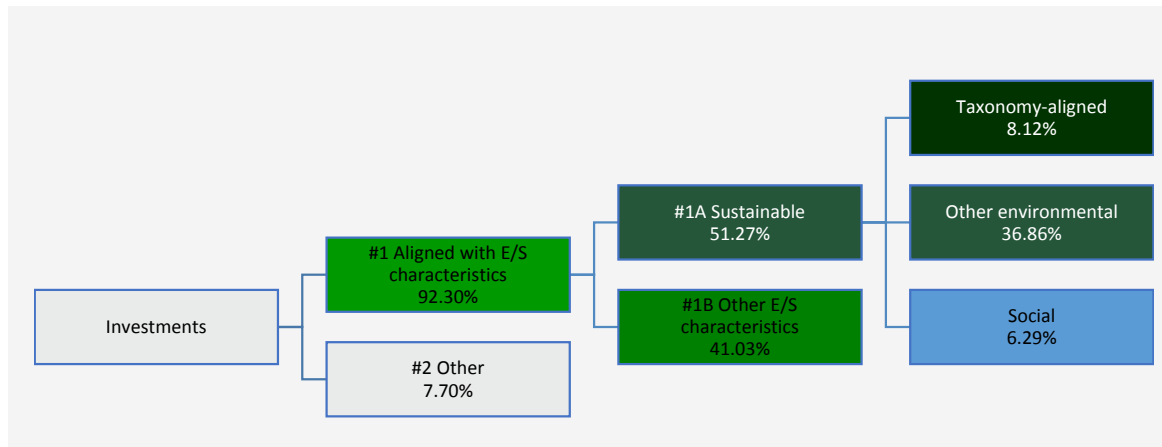 Investments
#1 Aligned with E/S
characteristics
92.30%
#2 Other
7.70%
#1A Sustainable
51.27%
#1B Other E/S
characteristics
41.03%
Taxonomy-aligned
8.12%
Other environmental
36.86%
Social
6.29%